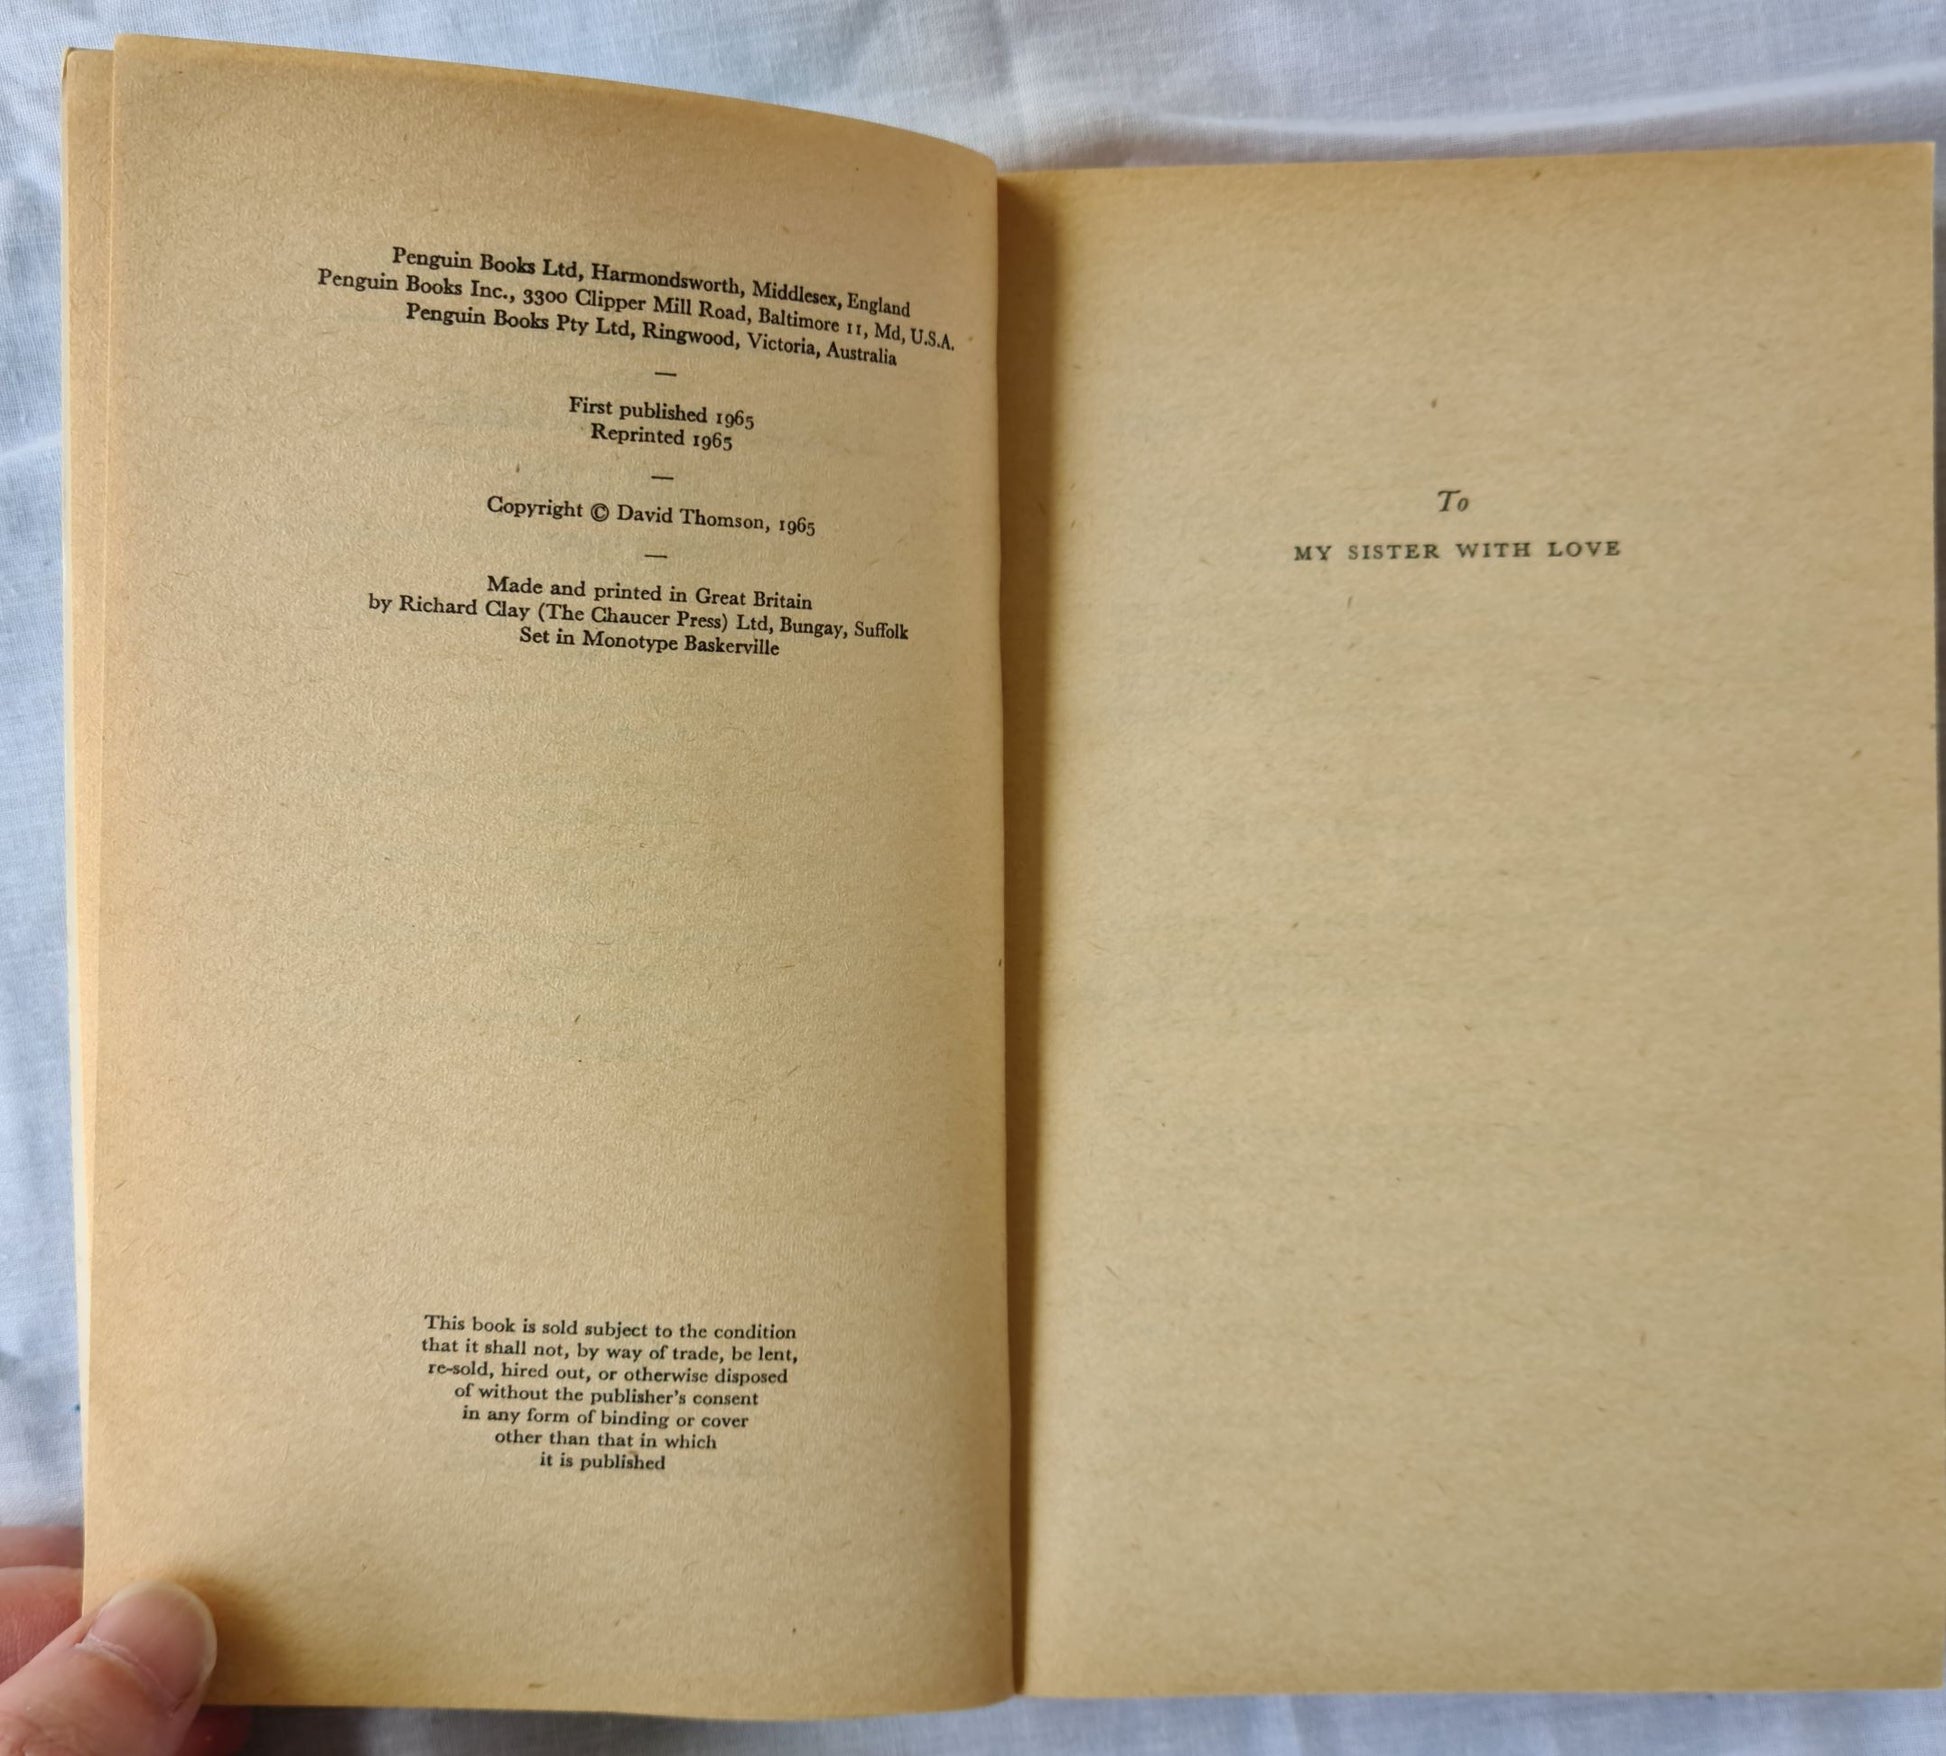 Penguin Books Ltd, Harmondsworth, Middlesex, England
Penguin Books Inc., 3300 Clipper Mill Road, Baltimore 11, Md, U.S.A.
Penguin Books Pty Ltd, Ringwood, Victoria, Australia
—
First published 1965
Reprinted 1965
—
Copyright © David Thomson, 1965
—
Made and printed in Great Britain
by Richard Clay (The Chaucer Press) Ltd, Bungay, Suffolk
Set in Monotype Baskerville
This book is sold subject to the condition
that it shall not, by way of trade, be lent,
re-sold, hired out, or otherwise disposed
of without the publisher's consent
in any form of binding or cover
other than that in which
it is published
To
MY SISTER WITH LOVE